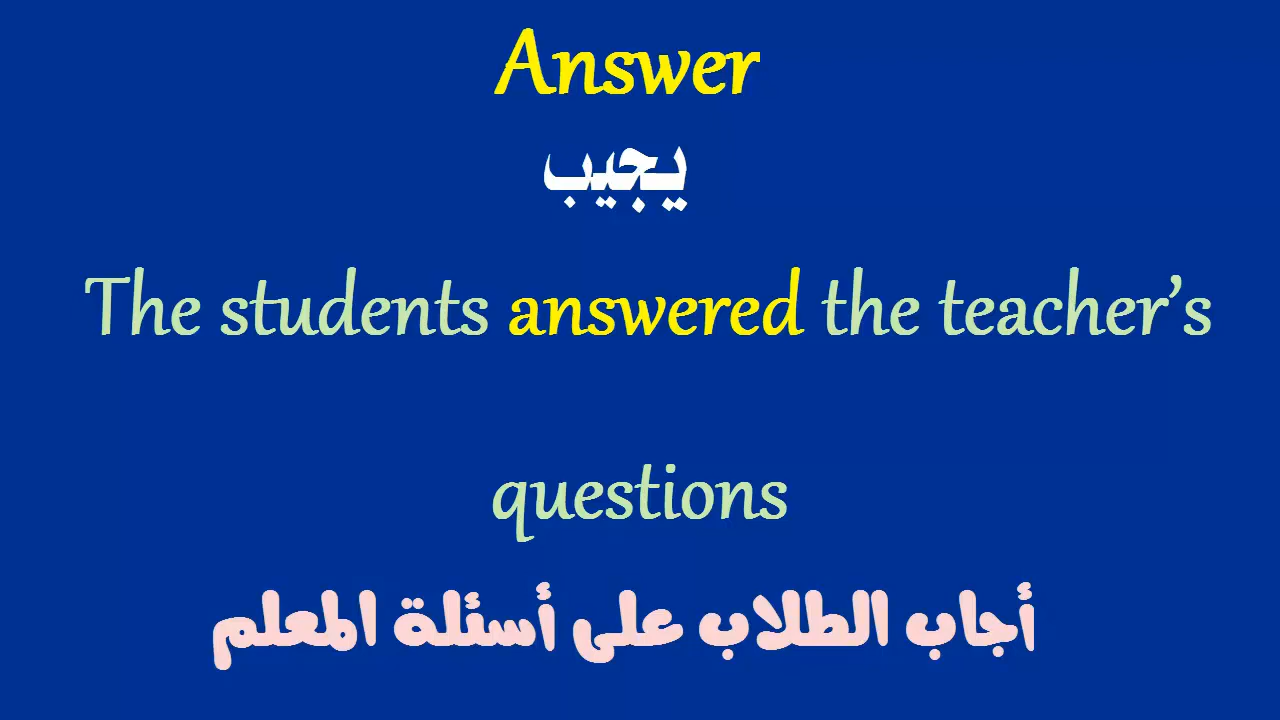 Answer
يجيب
The students answered the teacher’s
questions
أجاب الطلاب على أسئلة المعلم